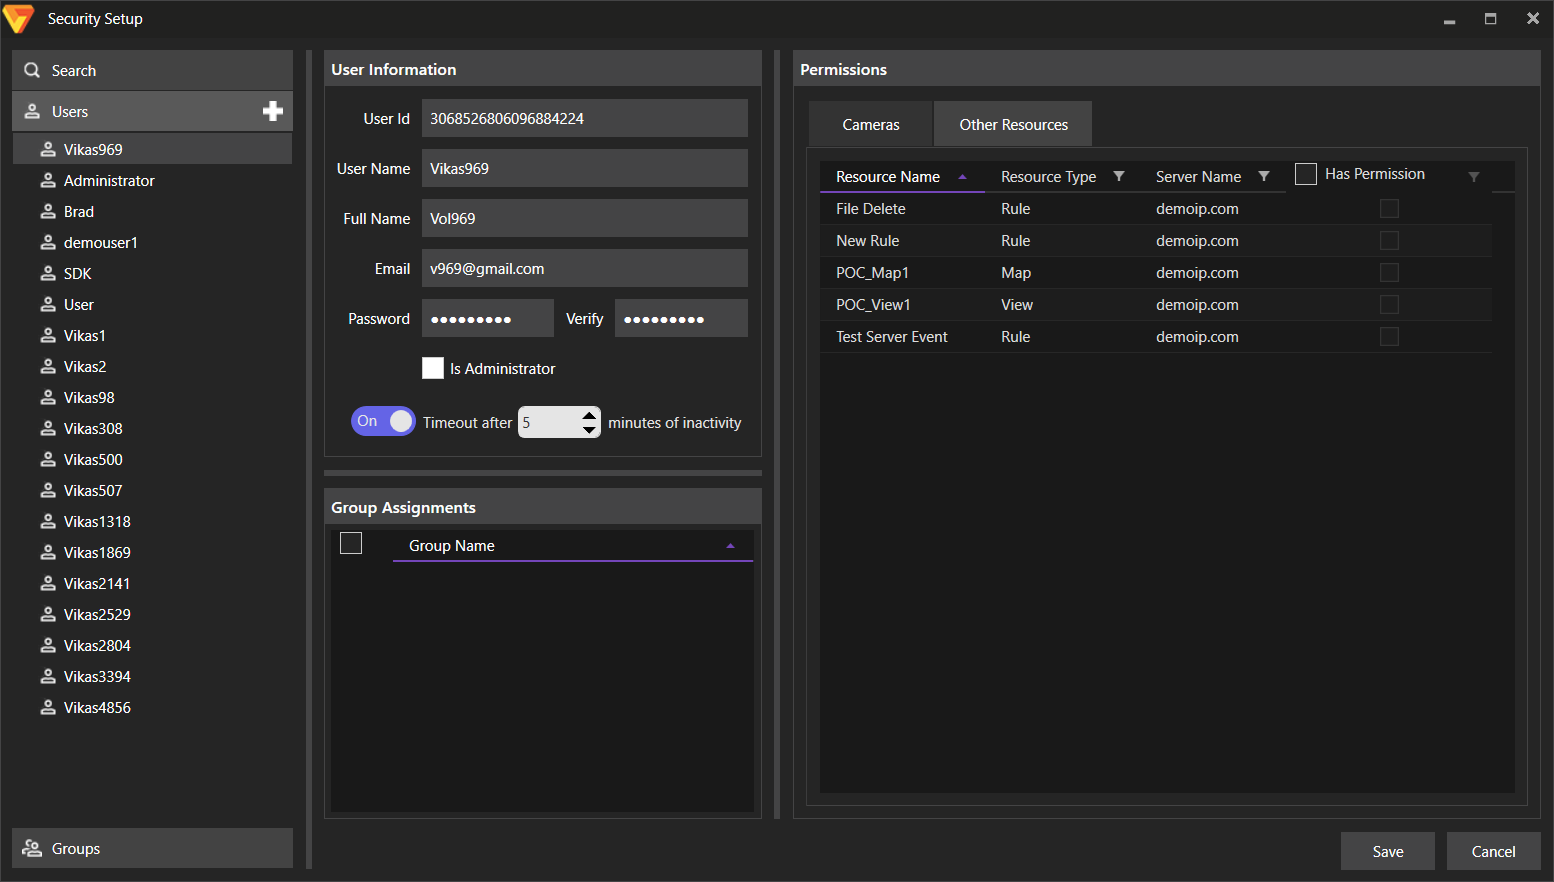 Security Setup
Search
Users
Vikas969
Administrator
Brad
demouser1
SDK
User
Vikas1
Vikas2
Vikas98
Vikas308
Vikas500
Vikas507
Vikas1318
Vikas1869
Vikas2141
Vikas2529
Vikas2804
Vikas3394
Vikas4856
Groups
User Information
User Id 3068526806096884224
User Name Vikas969
Full Name Vol969
Email v969@gmail.com
Password ••••••••• Verify •••••••••
Is Administrator
On Timeout after 5 minutes of inactivity
Group Assignments
Group Name
Permissions
Cameras Other Resources
Resource Name Resource Type Server Name Has Permission
File Delete Rule demoip.com
New Rule Rule demoip.com
POC_Map1 Map demoip.com
POC_View1 View demoip.com
Test Server Event Rule demoip.com
Save Cancel